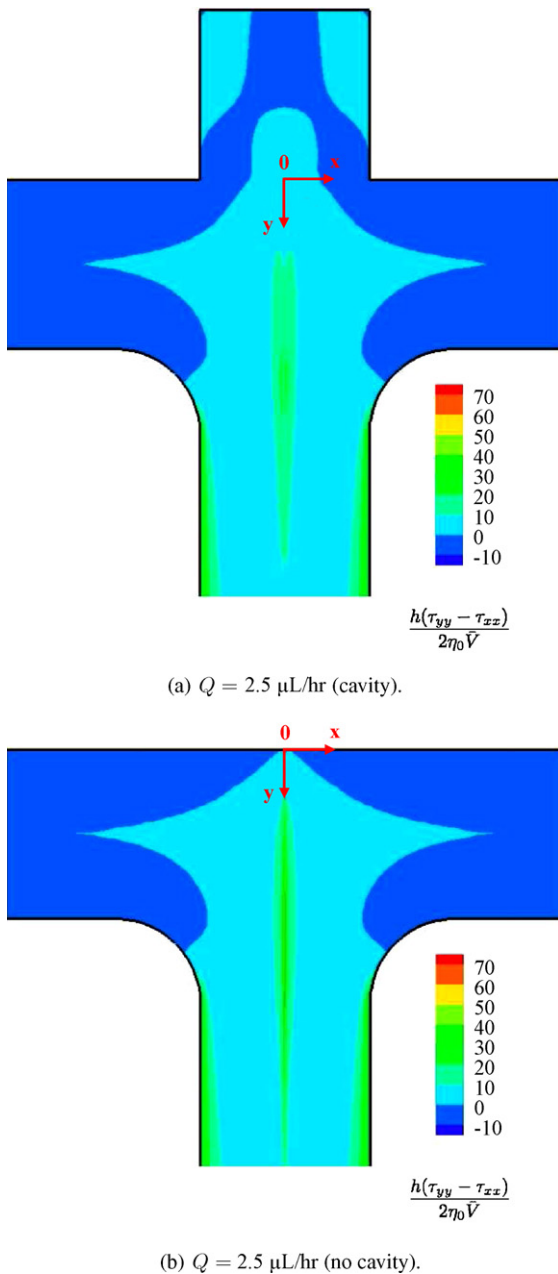 0 x
y
70
60
50
40
30
20
10
0
-10
h(τyy − τxx)
2η0V̄
(a) Q = 2.5 μL/hr (cavity).
0 x
y
70
60
50
40
30
20
10
0
-10
h(τyy − τxx)
2η0V̄
(b) Q = 2.5 μL/hr (no cavity).